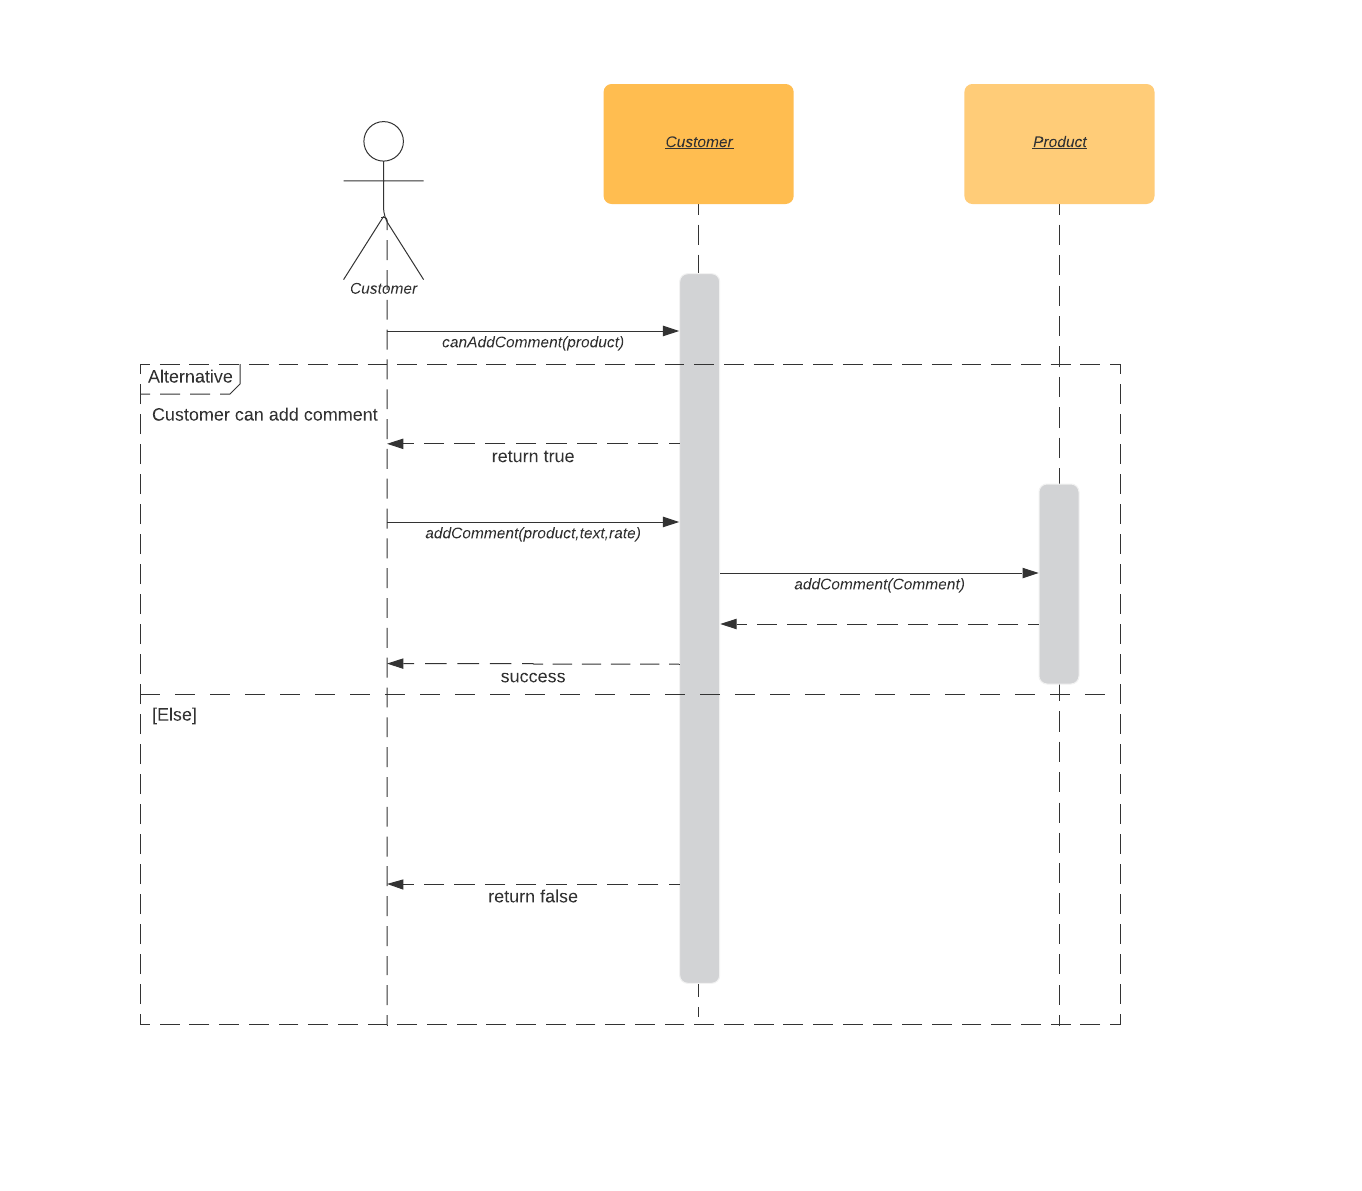 Customer
Product
Customer
canAddComment(product)
Alternative
Customer can add comment
return true
addComment(product,text,rate)
addComment(Comment)
success
[Else]
return false